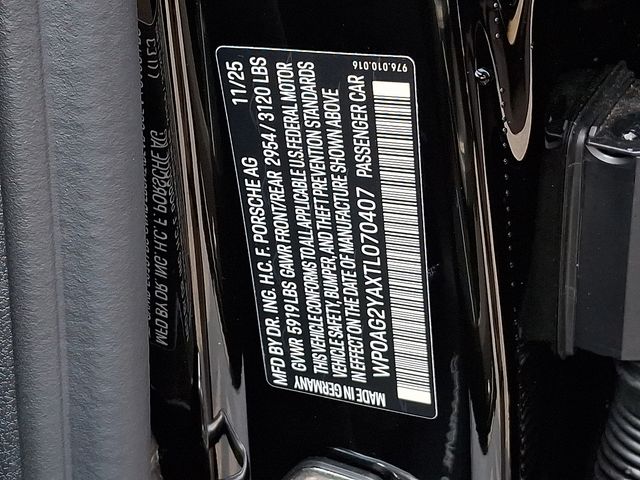 MFD BY DR. ING. H.C. F. PORSCHE AG 11/25
GVWR 5919 LBS GAWR FRONT/REAR 2954 / 3120 LBS
THIS VEHICLE CONFORMS TO ALL APPLICABLE U.S. FEDERAL MOTOR
VEHICLE SAFETY, BUMPER, AND THEFT PREVENTION STANDARDS
IN EFFECT ON THE DATE OF MANUFACTURE SHOWN ABOVE
WP0AG2YAXTL070407 PASSENGER CAR
MADE IN GERMANY
976.010.016